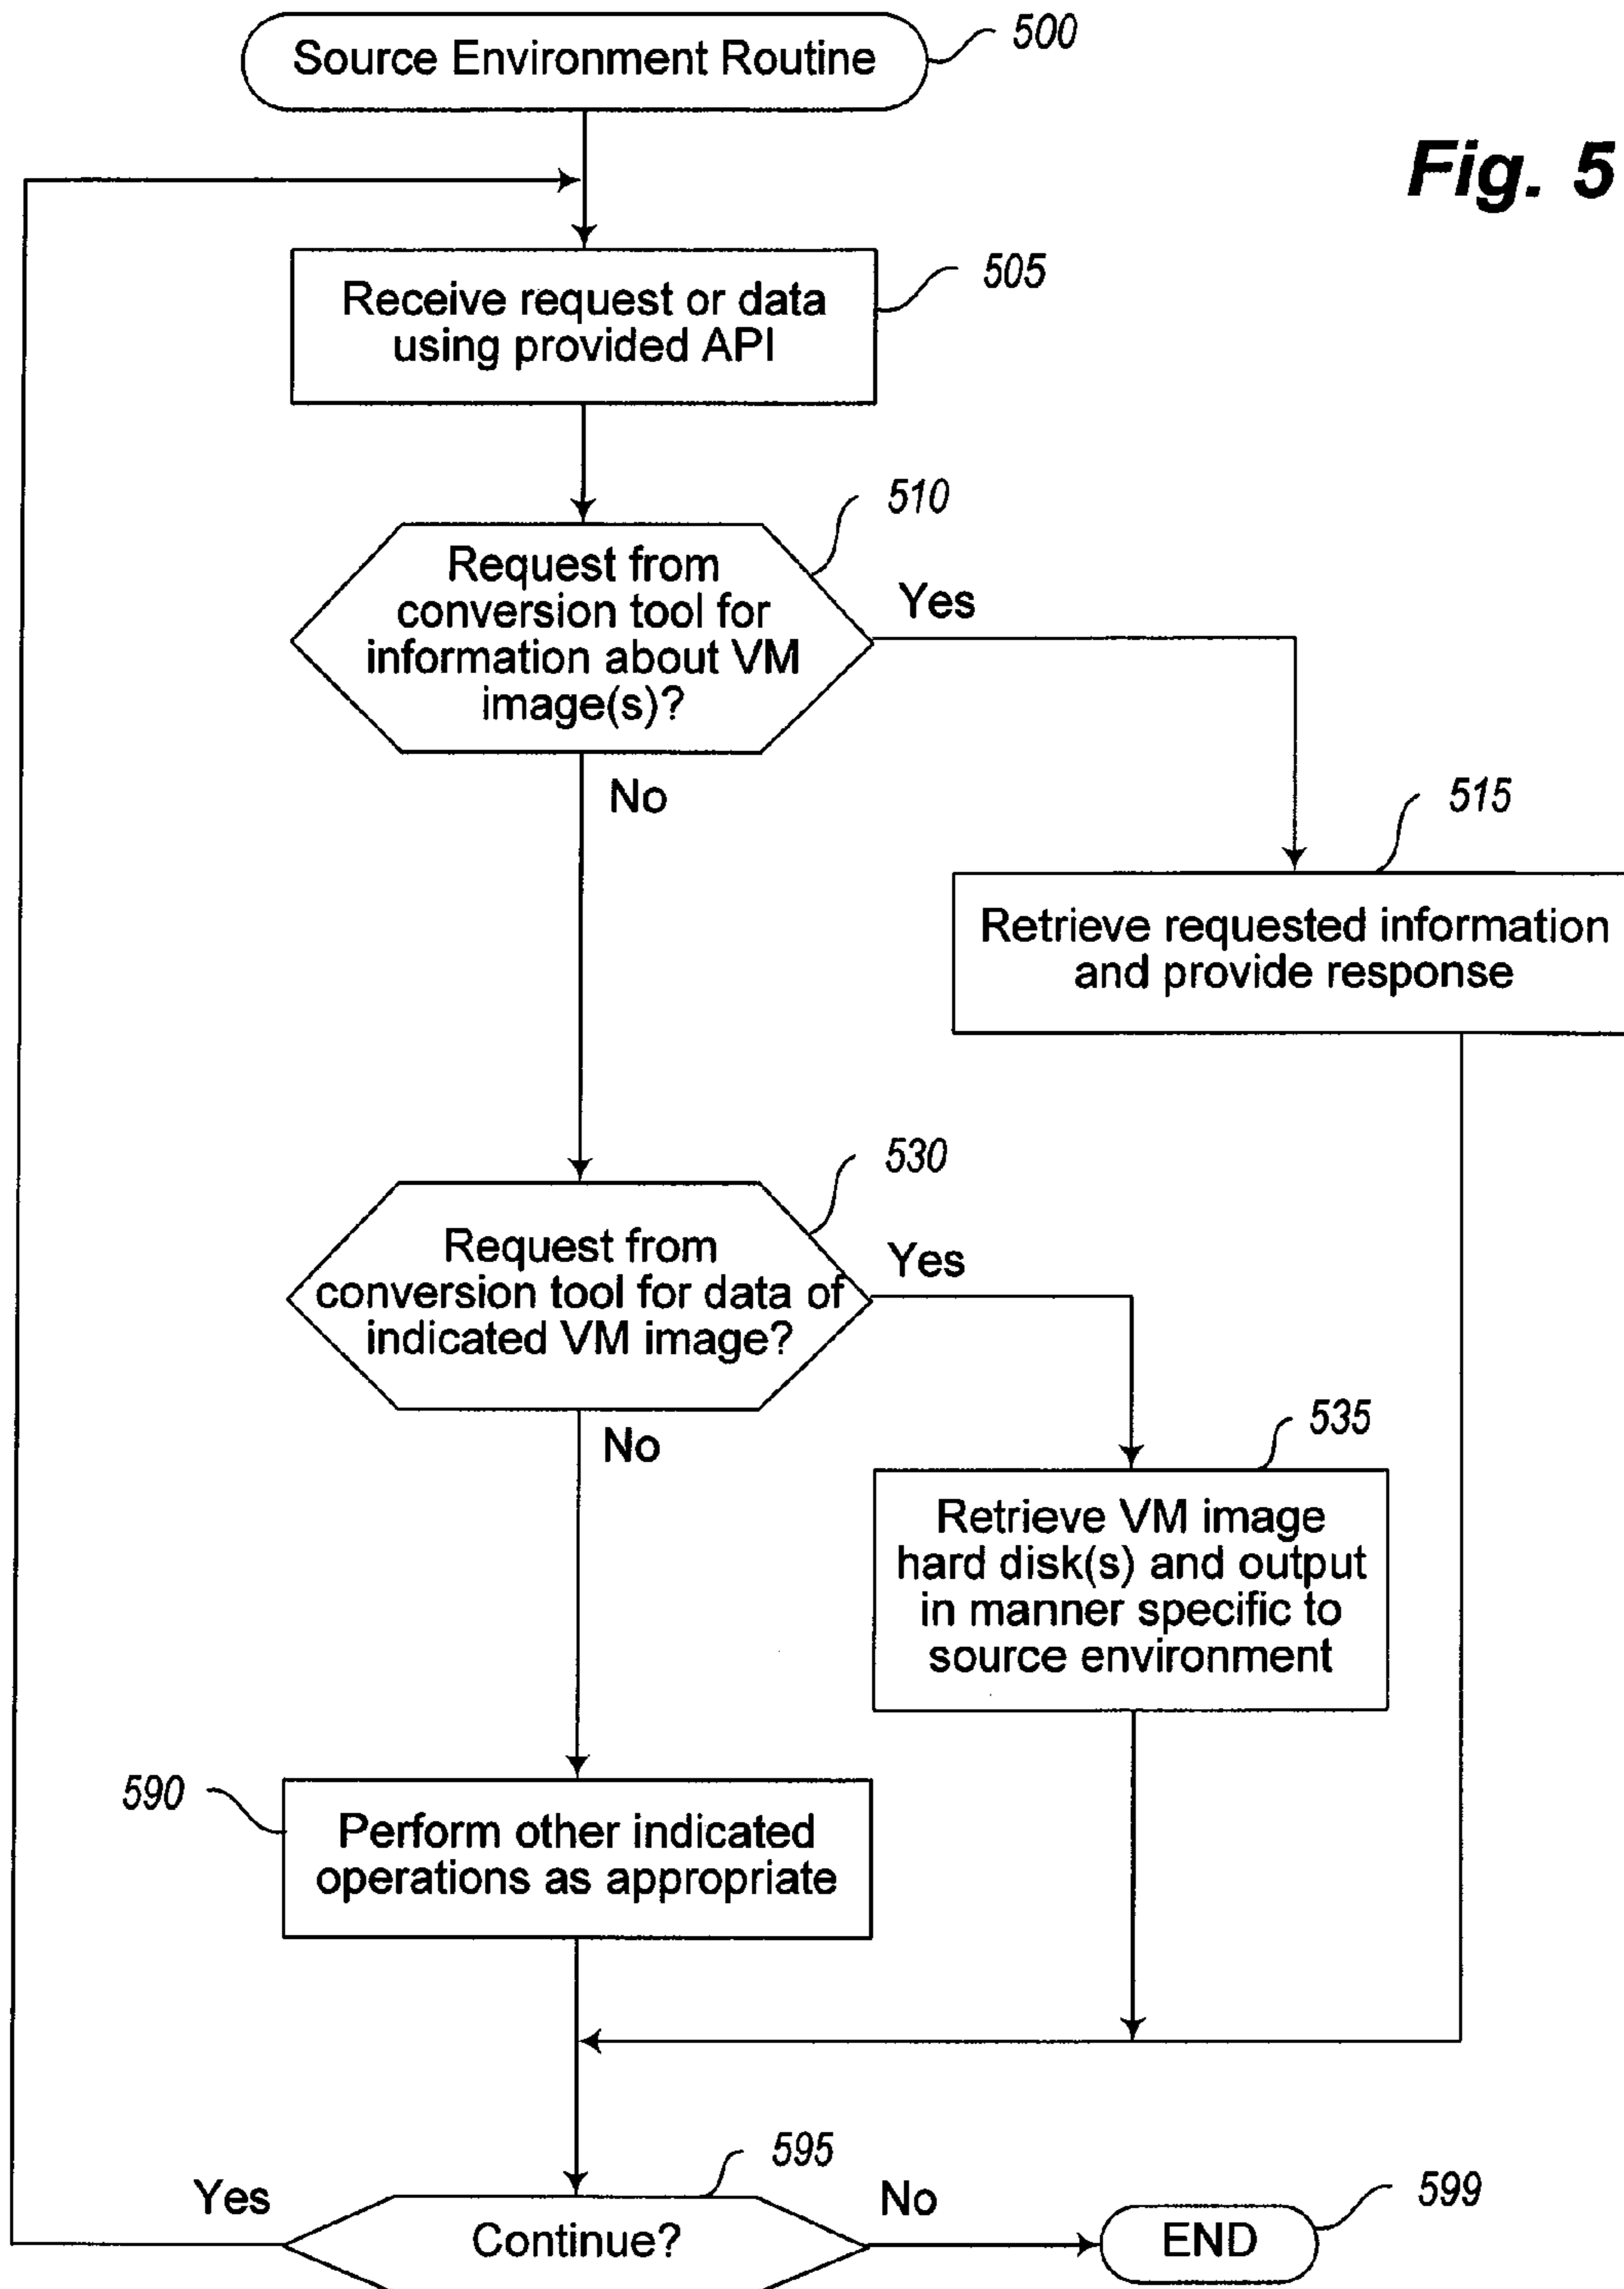 Source Environment Routine
500
Fig. 5
Receive request or data
using provided API
505
Request from
conversion tool for
information about VM
image(s)?
510
Yes
No
Retrieve requested information
and provide response
515
Request from
conversion tool for data of
indicated VM image?
530
Yes
No
Retrieve VM image
hard disk(s) and output
in manner specific to
source environment
535
590
Perform other indicated
operations as appropriate
Yes
Continue?
595
No
END
599